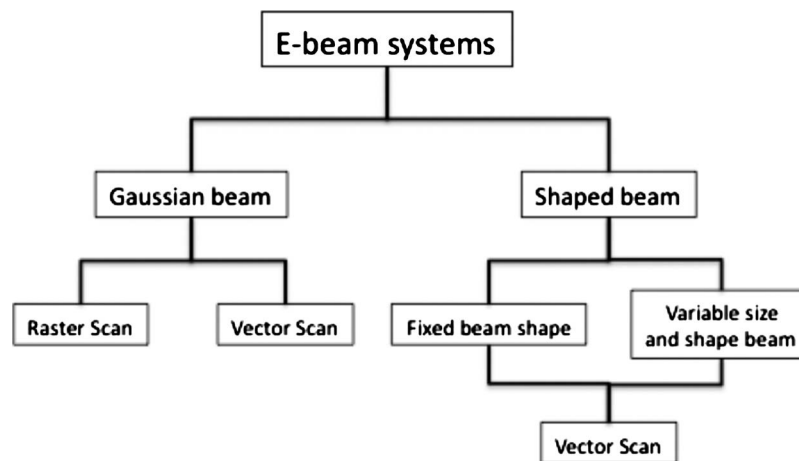 E-beam systems
Gaussian beam
Shaped beam
Raster Scan
Vector Scan
Fixed beam shape
Variable size
and shape beam
Vector Scan